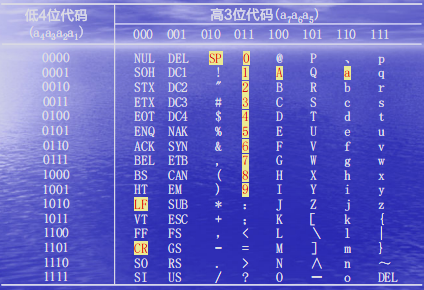 低4位代码 高3位代码(a₇a₆a₅)
(a₄a₃a₂a₁) 000 001 010 011 100 101 110 111
0000 NUL DEL SP 0 @ P 、 p
0001 SOH DC1 ! 1 A Q a q
0010 STX DC2 ″ 2 B R b r
0011 ETX DC3 # 3 C S c s
0100 EOT DC4 $ 4 D T d t
0101 ENQ NAK % 5 E U e u
0110 ACK SYN & 6 F V f v
0111 BEL ETB , 7 G W g w
1000 BS CAN ( 8 H X h x
1001 HT EM ) 9 I Y i y
1010 LF SUB * : J Z j z
1011 VT ESC + ; K [ k {
1100 FF FS , < L \ l |
1101 CR GS - = M ] m }
1110 SO RS . > N ∧ n ~
1111 SI US / ? O — o DEL